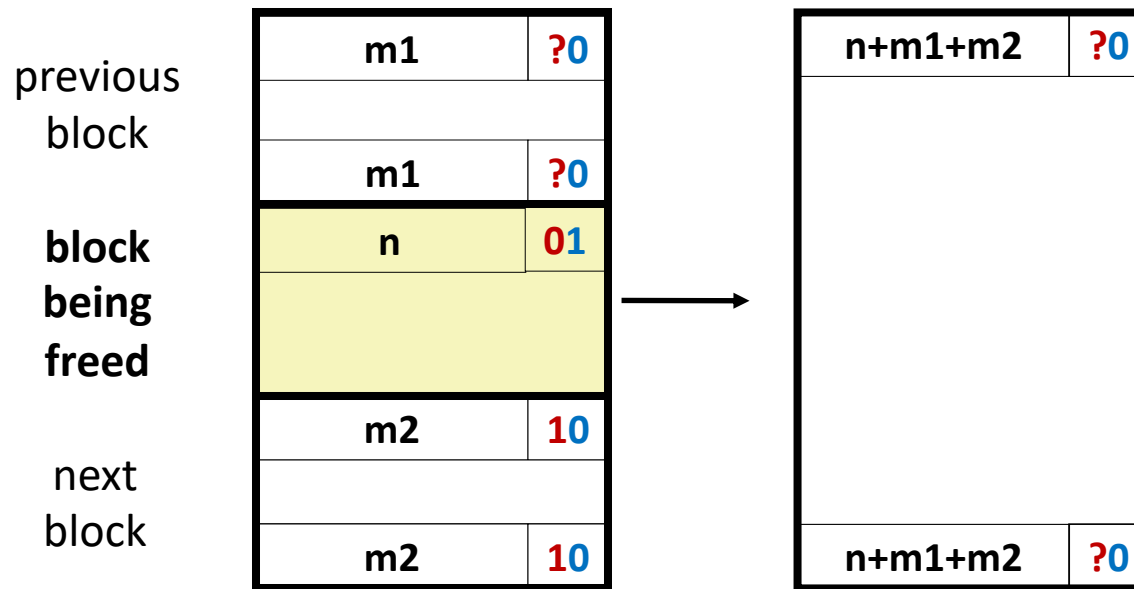 previous
block
m1 ?0
m1 ?0
block
being
freed
n 01
next
block
m2 10
m2 10
n+m1+m2 ?0
n+m1+m2 ?0